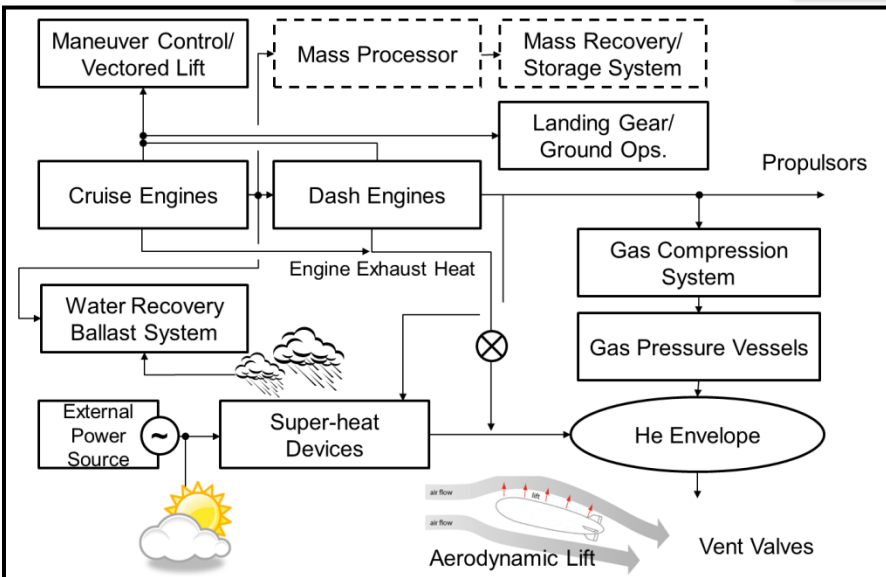 Maneuver Control/
Vectored Lift
Mass Processor
Mass Recovery/
Storage System
Landing Gear/
Ground Ops.
Propulsors
Cruise Engines
Dash Engines
Engine Exhaust Heat
Gas Compression
System
Water Recovery
Ballast System
Gas Pressure Vessels
External
Power
Source
~
Super-heat
Devices
He Envelope
air flow
lift
air flow
Aerodynamic Lift
Vent Valves